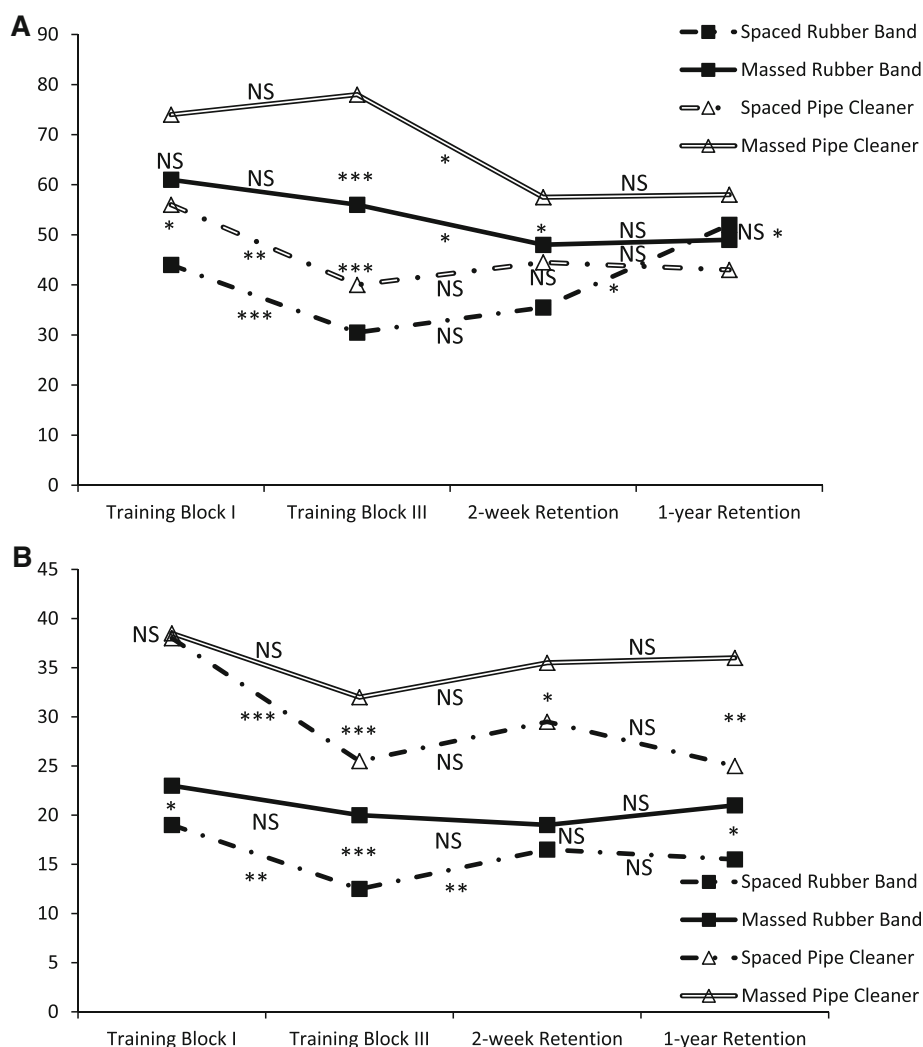 A
90
80
70
60
50
40
30
20
10
0
NS
NS
NS
***
*
*
**
***
***
NS
NS
*
*
NS
NS
NS
NS
*
NS *
Training Block I
Training Block III
2-week Retention
1-year Retention
Spaced Rubber Band
Massed Rubber Band
Spaced Pipe Cleaner
Massed Pipe Cleaner
B
45
40
35
30
25
20
15
10
5
0
NS
NS
***
***
NS
NS
*
NS
NS
**
*
NS
**
***
NS
**
NS
NS
NS
*
Spaced Rubber Band
Massed Rubber Band
Spaced Pipe Cleaner
Massed Pipe Cleaner
Training Block I
Training Block III
2-week Retention
1-year Retention